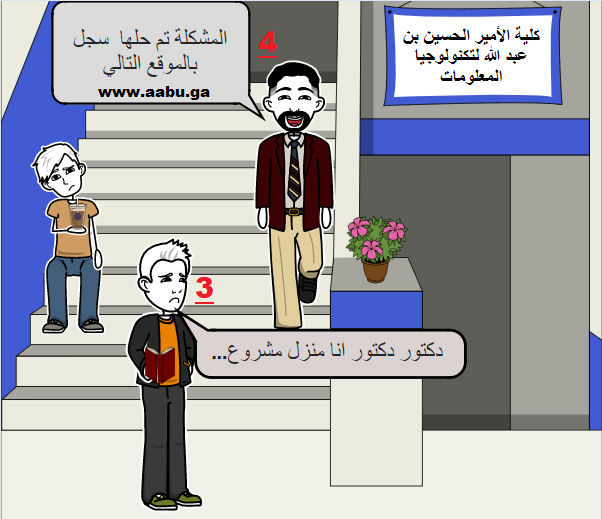 كلية الأمير الحسين بن
عبد الله لتكنولوجيا
المعلومات
3
دكتور دكتور انا منزل مشروع...
4
المشكلة تم حلها سجل
بالموقع التالي
www.aabu.ga